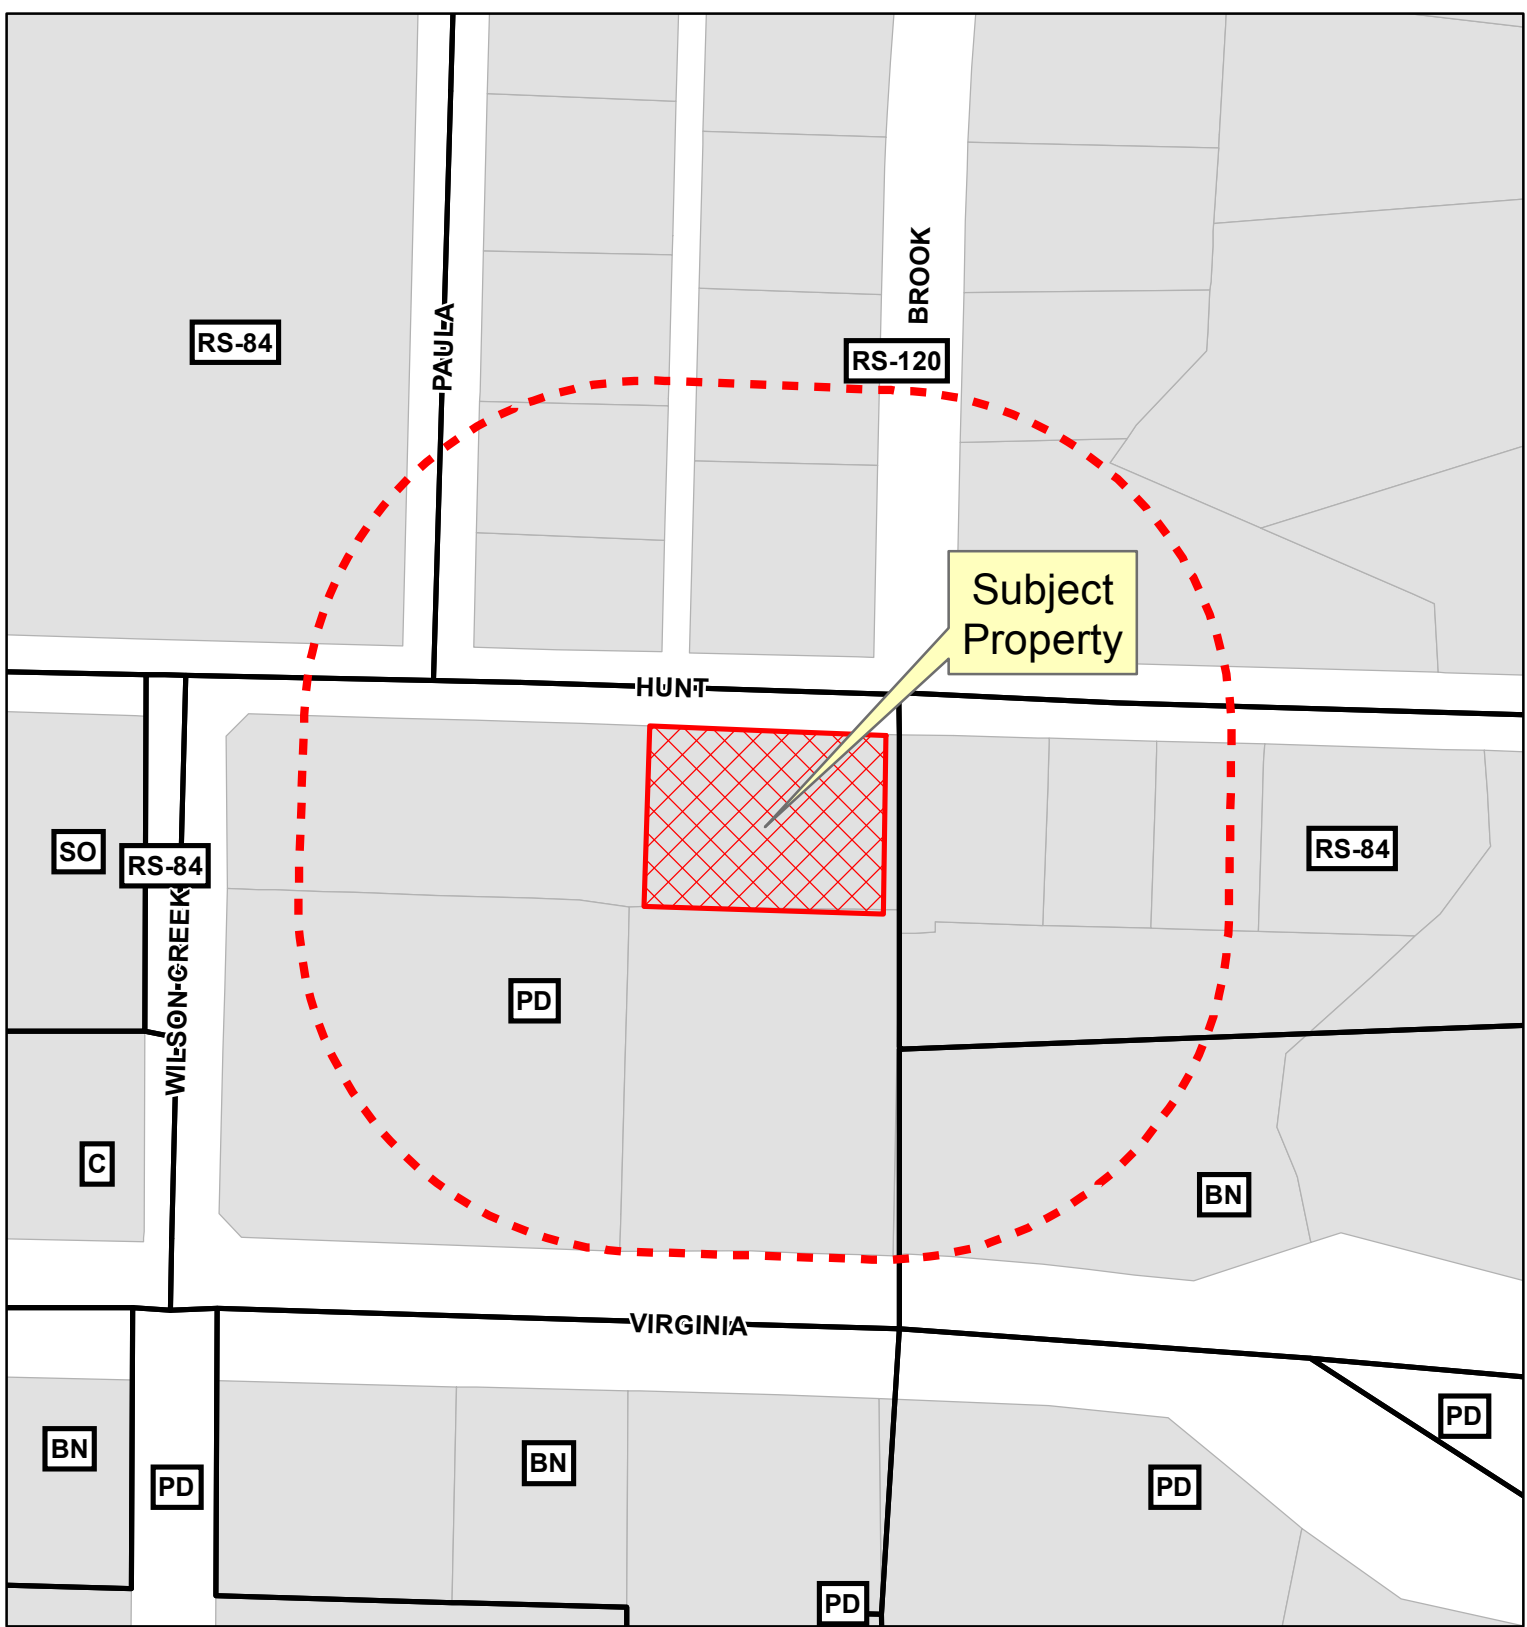 BROOK
PAULA
RS-84
RS-120
Subject
Property
HUNT
SO
RS-84
RS-84
WILSON CREEK
PD
C
BN
VIRGINIA
PD
BN
BN
PD
PD
PD